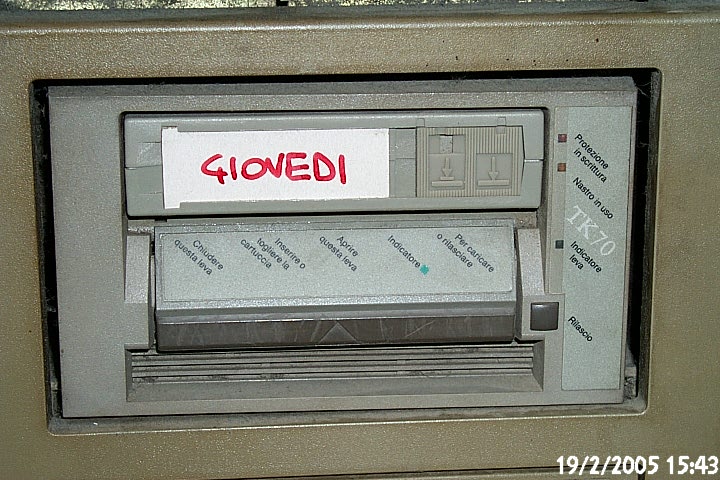 GIOVEDI
Protezione
in scrittura
Nastro in uso
TK70
Indicatore
leva
Rilascio
Chiudere
questa leva
Inserire o
togliere la
cartuccia
Aprire
questa leva
Indicatore
Per caricare
o rilasciare
19/2/2005 15:43